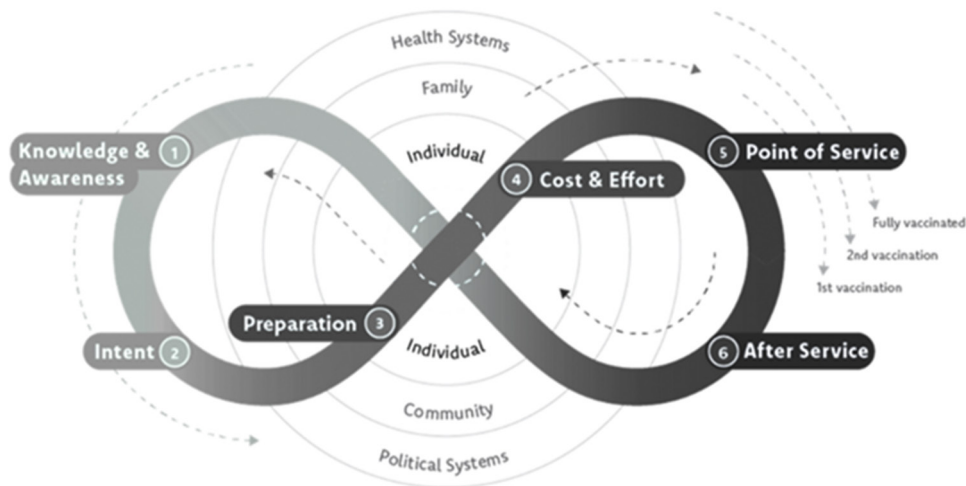 Health Systems
Family
Individual
Knowledge & 1
Awareness
4 Cost & Effort
5 Point of Service
Fully vaccinated
2nd vaccination
1st vaccination
Preparation 3
Intent 2
Individual
6 After Service
Community
Political Systems